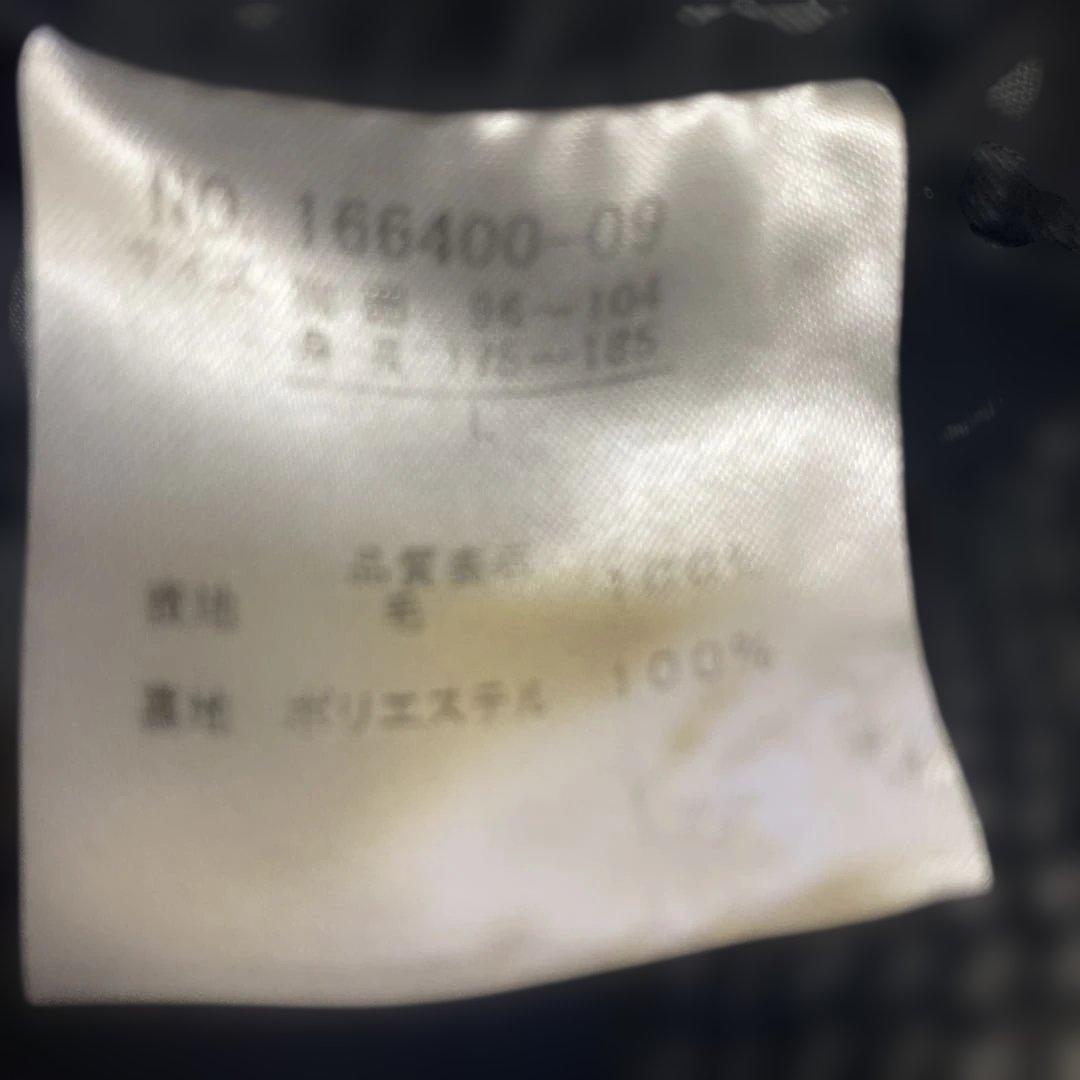 NO. 166400-09
サイズ 胸囲 96〜104
身長 175〜185
L
品質表示
表地 毛 100%
裏地 ポリエステル 100%